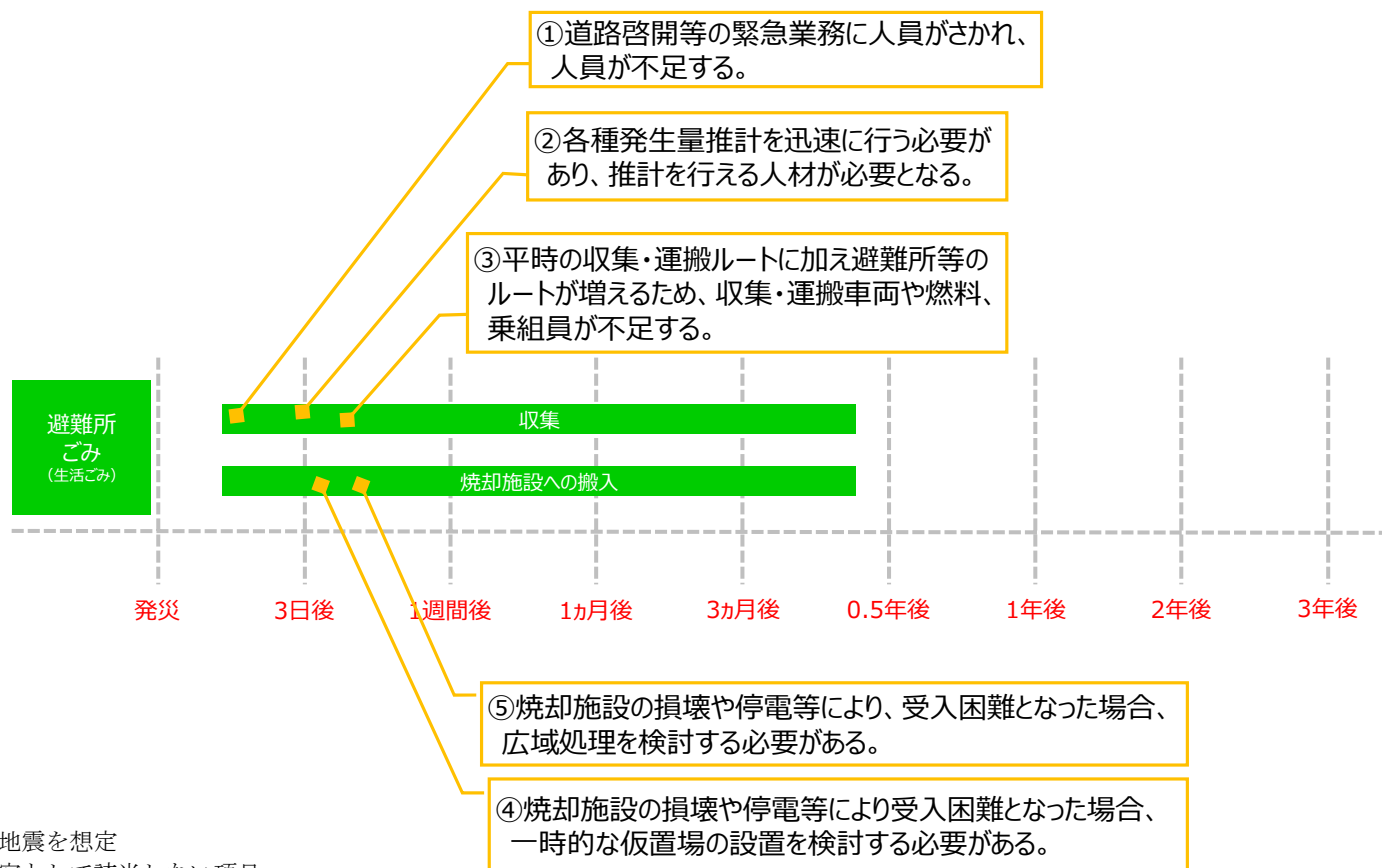 ①道路啓開等の緊急業務に人員がさかれ、
人員が不足する。
②各種発生量推計を迅速に行う必要が
あり、推計を行える人材が必要となる。
③平時の収集・運搬ルートに加え避難所等の
ルートが増えるため、収集・運搬車両や燃料、
乗組員が不足する。
避難所
ごみ
（生活ごみ）
収集
焼却施設への搬入
発災
3日後
1週間後
1ヵ月後
3ヵ月後
0.5年後
1年後
2年後
3年後
⑤焼却施設の損壊や停電等により、受入困難となった場合、
広域処理を検討する必要がある。
④焼却施設の損壊や停電等により受入困難となった場合、
一時的な仮置場の設置を検討する必要がある。
地震を想定